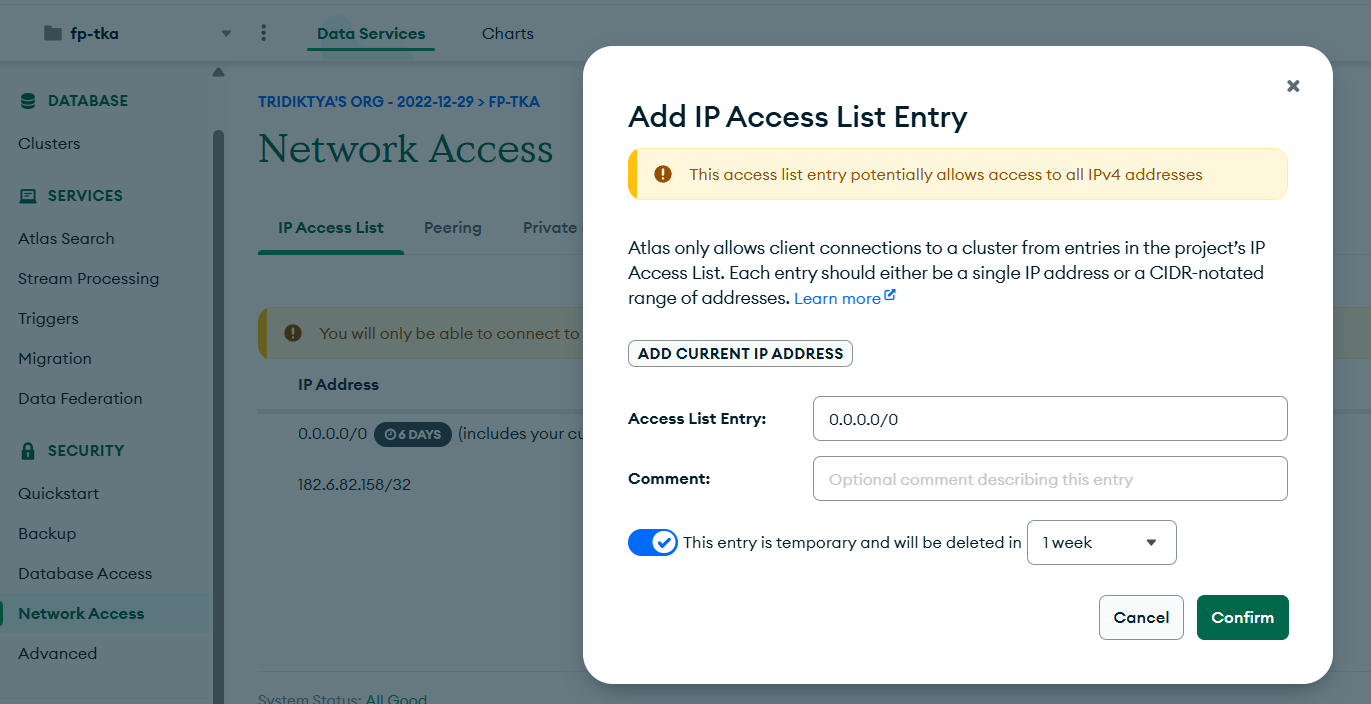 fp-tka
Data Services
Charts
DATABASE
Clusters
SERVICES
Atlas Search
Stream Processing
Triggers
Migration
Data Federation
SECURITY
Quickstart
Backup
Database Access
Network Access
Advanced
TRIDIKTYA'S ORG - 2022-12-29 > FP-TKA
Network Access
IP Access List
Peering
Private
You will only be able to connect to
IP Address
0.0.0.0/0 6 DAYS (includes your cu
182.6.82.158/32
System Status: All Good
Add IP Access List Entry
This access list entry potentially allows access to all IPv4 addresses
Atlas only allows client connections to a cluster from entries in the project's IP
Access List. Each entry should either be a single IP address or a CIDR-notated
range of addresses. Learn more
ADD CURRENT IP ADDRESS
Access List Entry: 0.0.0.0/0
Comment: Optional comment describing this entry
This entry is temporary and will be deleted in 1 week
Cancel
Confirm